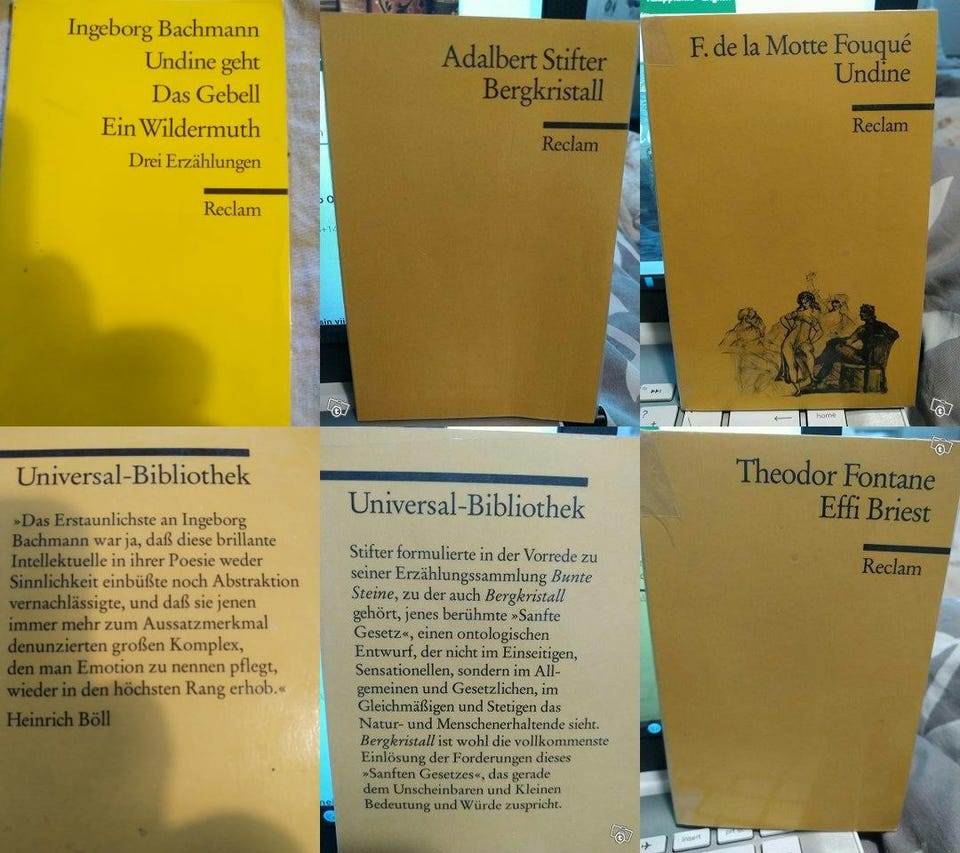 Ingeborg Bachmann
Undine geht
Das Gebell
Ein Wildermuth
Drei Erzählungen
Reclam
Adalbert Stifter
Bergkristall
Reclam
F. de la Motte Fouqué
Undine
Reclam
home
Universal-Bibliothek
»Das Erstaunlichste an Ingeborg
Bachmann war ja, daß diese brillante
Intellektuelle in ihrer Poesie weder
Sinnlichkeit einbüßte noch Abstraktion
vernachlässigte, und daß sie jenen
immer mehr zum Aussatzmerkmal
denunzierten großen Komplex,
den man Emotion zu nennen pflegt,
wieder in den höchsten Rang erhob.«
Heinrich Böll
Universal-Bibliothek
Stifter formulierte in der Vorrede zu
seiner Erzählungssammlung Bunte
Steine, zu der auch Bergkristall
gehört, jenes berühmte »Sanfte
Gesetz«, einen ontologischen
Entwurf, der nicht im Einseitigen,
Sensationellen, sondern im All-
gemeinen und Gesetzlichen, im
Gleichmäßigen und Stetigen das
Natur- und Menschenerhaltende sieht.
Bergkristall ist wohl die vollkommenste
Einlösung der Forderungen dieses
»Sanften Gesetzes«, das gerade
dem Unscheinbaren und Kleinen
Bedeutung und Würde zuspricht.
Theodor Fontane
Effi Briest
Reclam
insert